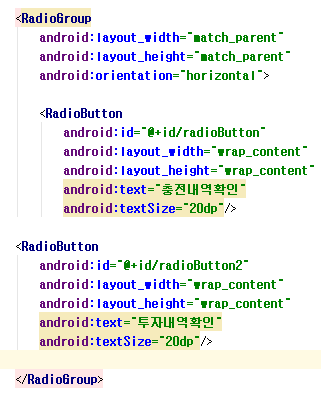 <RadioGroup
android:layout_width="match_parent"
android:layout_height="match_parent"
android:orientation="horizontal">
<RadioButton
android:id="@+id/radioButton"
android:layout_width="wrap_content"
android:layout_height="wrap_content"
android:text="충전내역확인"
android:textSize="20dp"/>
<RadioButton
android:id="@+id/radioButton2"
android:layout_width="wrap_content"
android:layout_height="wrap_content"
android:text="투자내역확인"
android:textSize="20dp"/>
</RadioGroup>